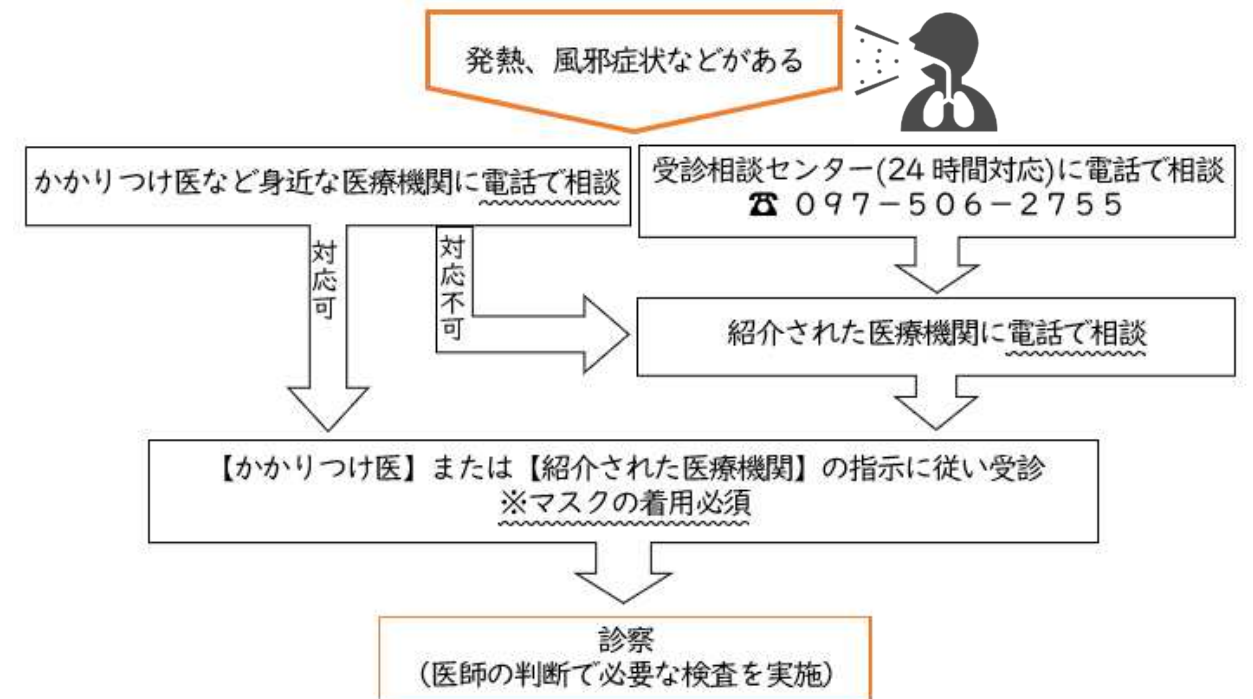 発熱、風邪症状などがある
かかりつけ医など身近な医療機関に電話で相談
受診相談センター(24時間対応)に電話で相談
☎ 097-506-2755
対応可
対応不可
紹介された医療機関に電話で相談
【かかりつけ医】または【紹介された医療機関】の指示に従い受診
※マスクの着用必須
診察
(医師の判断で必要な検査を実施)